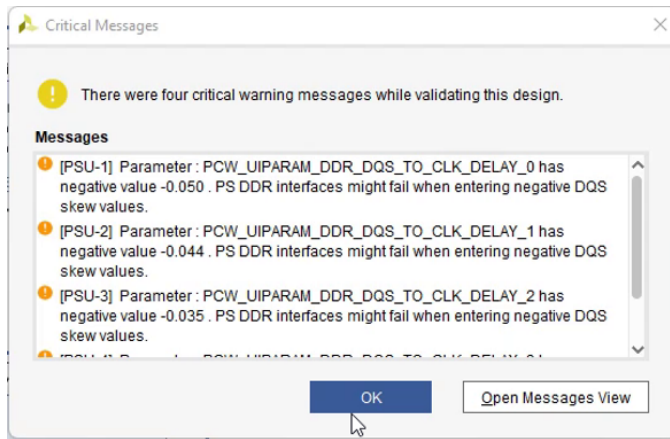 Critical Messages
There were four critical warning messages while validating this design.
Messages
[PSU-1] Parameter : PCW_UIPARAM_DDR_DQS_TO_CLK_DELAY_0 has
negative value -0.050 . PS DDR interfaces might fail when entering negative DQS
skew values.
[PSU-2] Parameter : PCW_UIPARAM_DDR_DQS_TO_CLK_DELAY_1 has
negative value -0.044 . PS DDR interfaces might fail when entering negative DQS
skew values.
[PSU-3] Parameter : PCW_UIPARAM_DDR_DQS_TO_CLK_DELAY_2 has
negative value -0.035 . PS DDR interfaces might fail when entering negative DQS
skew values.
OK
Open Messages View